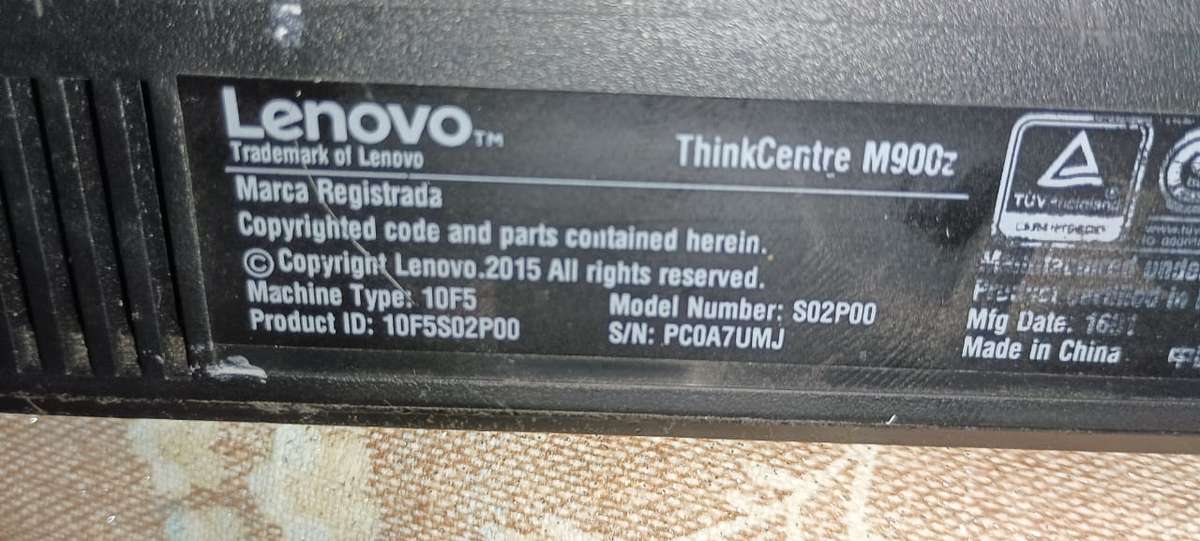 Lenovo™
Trademark of Lenovo
ThinkCentre M900z
Marca Registrada
Copyrighted code and parts contained herein.
©Copyright Lenovo.2015 All rights reserved.
Machine Type: 10F5
Model Number: S02P00
Product ID: 10F5S02P00
S/N: PC0A7UMJ
TÜV
Mfg Date:
Made in China